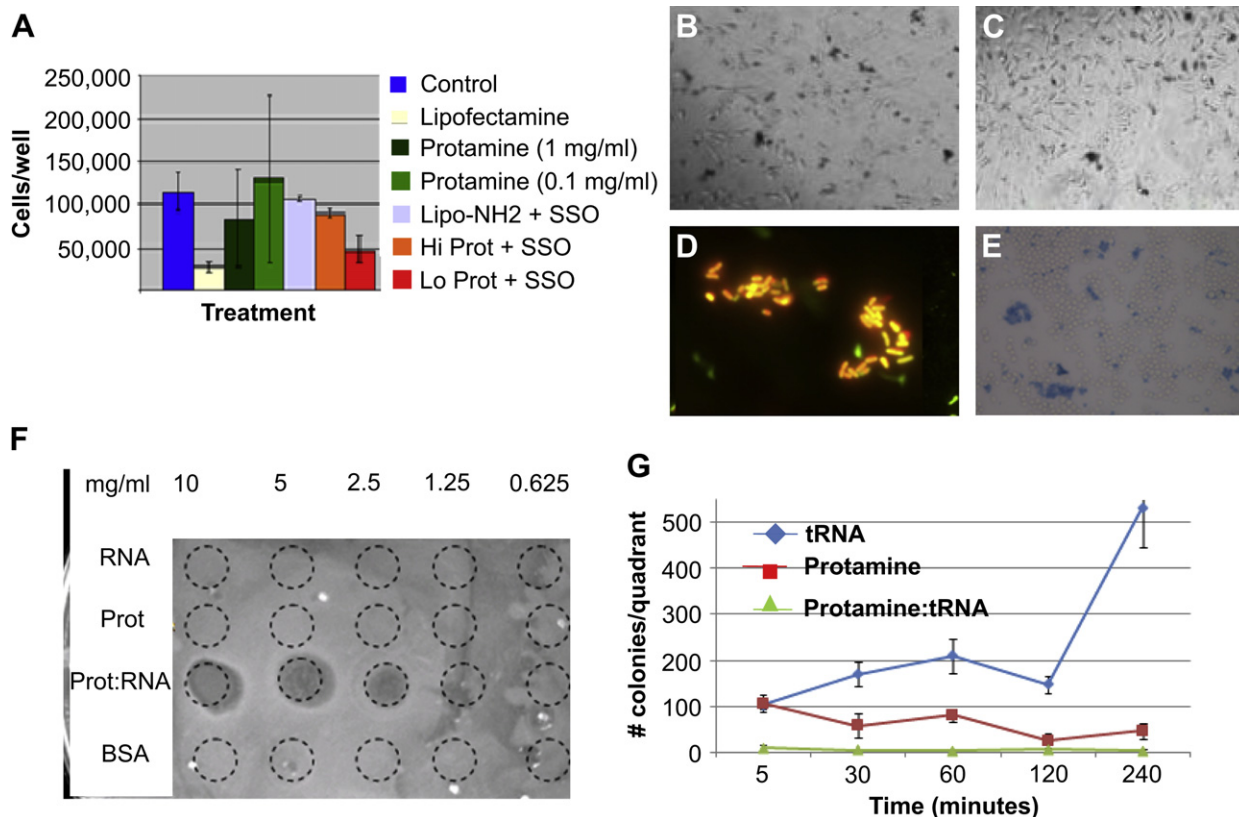 A
250,000
200,000
150,000
100,000
50,000
Cells/well
Treatment
Control
Lipofectamine
Protamine (1 mg/ml)
Protamine (0.1 mg/ml)
Lipo-NH2 + SSO
Hi Prot + SSO
Lo Prot + SSO
B
C
D
E
F
mg/ml 10 5 2.5 1.25 0.625
RNA
Prot
Prot:RNA
BSA
G
# colonies/quadrant
500
400
300
200
100
0
tRNA
Protamine
Protamine:tRNA
5 30 60 120 240
Time (minutes)